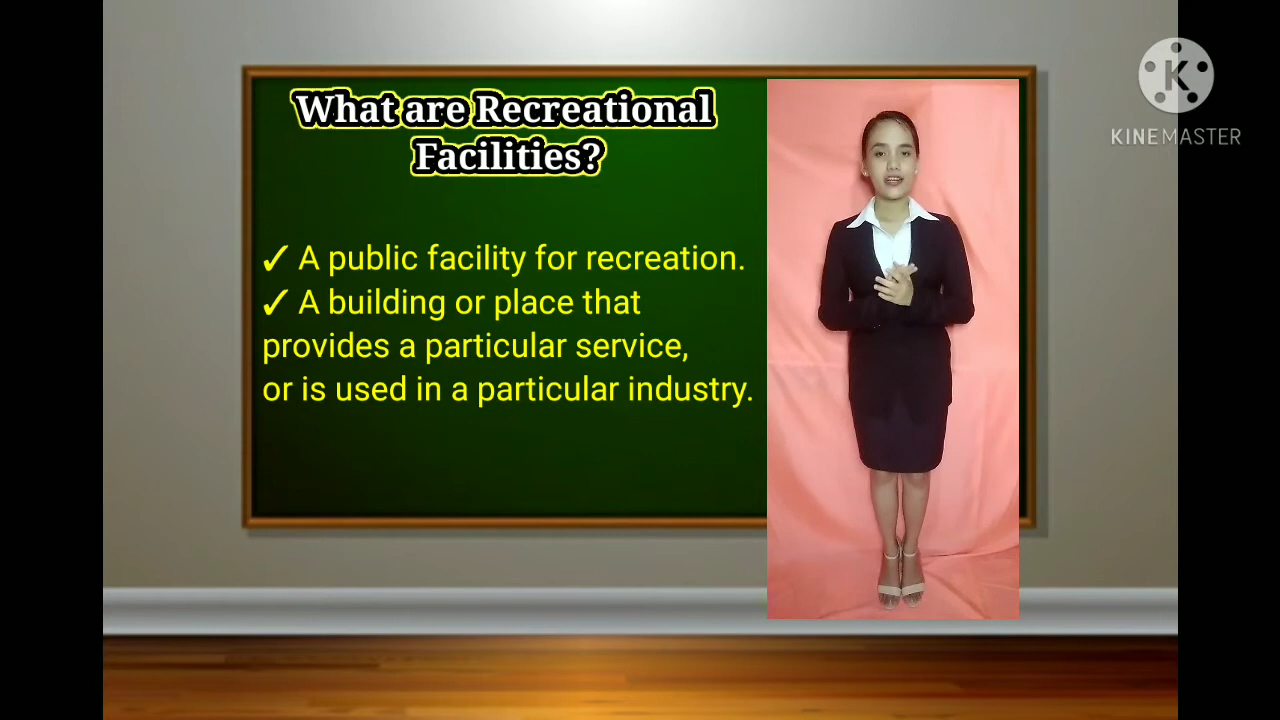 What are Recreational
Facilities?
✓ A public facility for recreation.
✓ A building or place that
provides a particular service,
or is used in a particular industry.
K
KINEMASTER